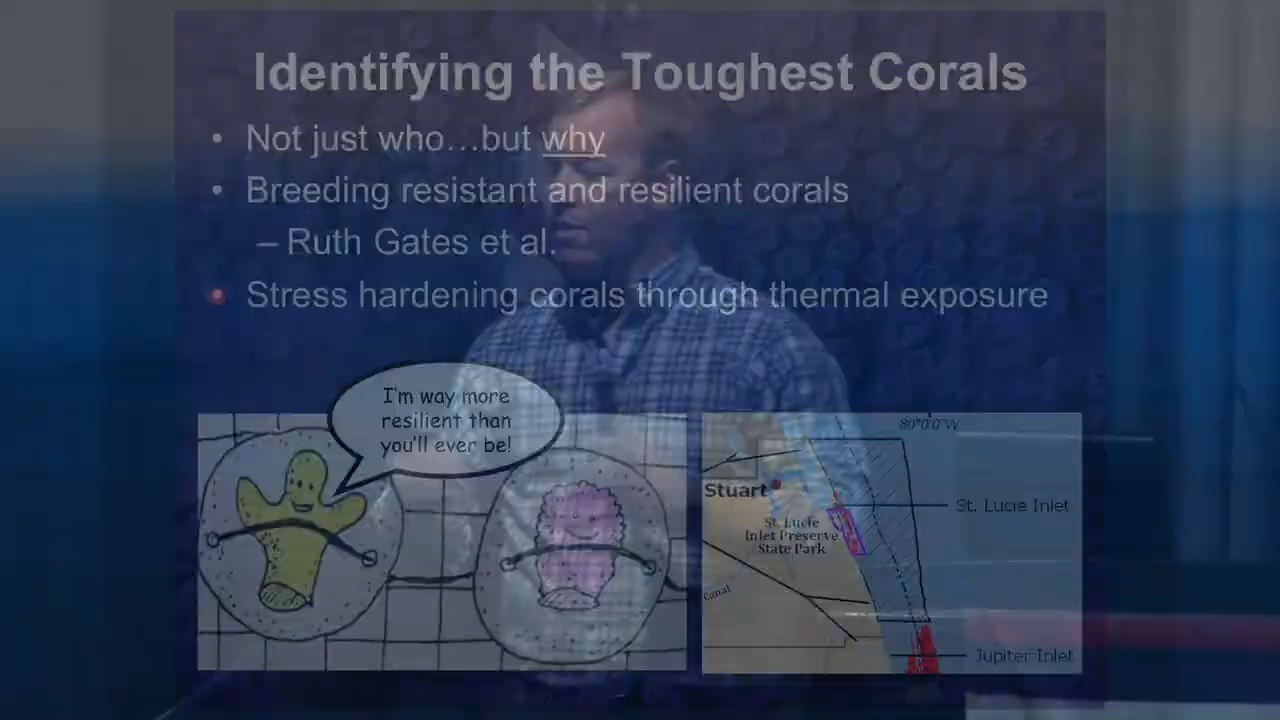 Identifying the Toughest Corals
• Not just who...but why
• Breeding resistant and resilient corals
– Ruth Gates et al.
• Stress hardening corals through thermal exposure
I'm way more
resilient than
you'll ever be!
80°0'0"W
Stuart
St. Lucie Inlet
St. Lucie
Inlet Preserve
State Park
Canal
Jupiter Inlet